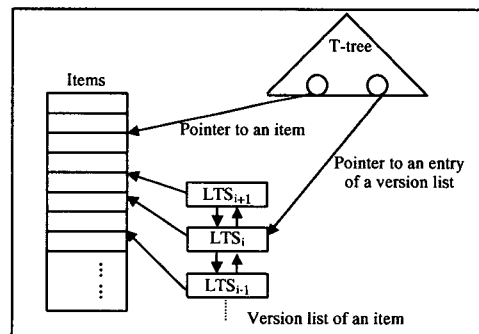 T-tree
Items
Pointer to an item
Pointer to an entry
of a version list
LTSi+1
LTSi
LTSi-1
Version list of an item